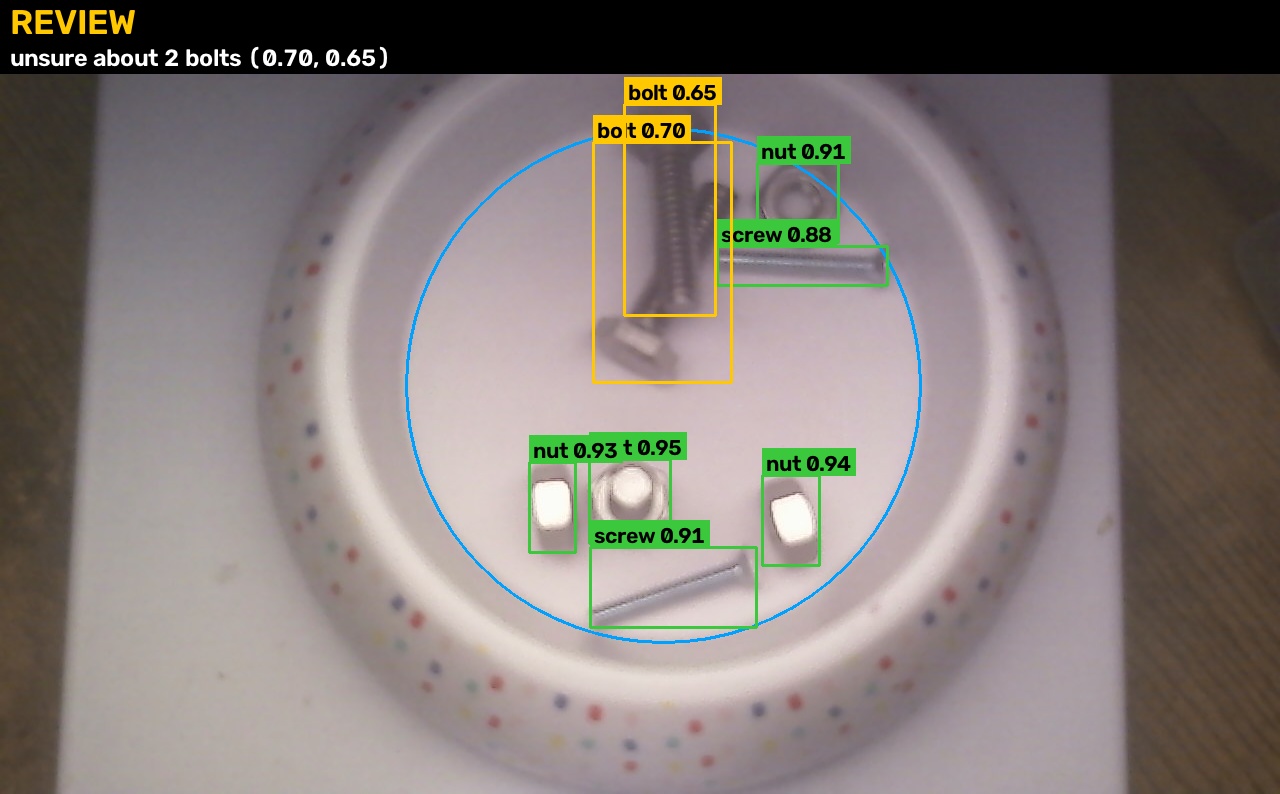 REVIEW
unsure about 2 bolts (0.70, 0.65)
bolt 0.65
bolt 0.70
nut 0.91
screw 0.88
nut 0.93
t 0.95
nut 0.94
screw 0.91